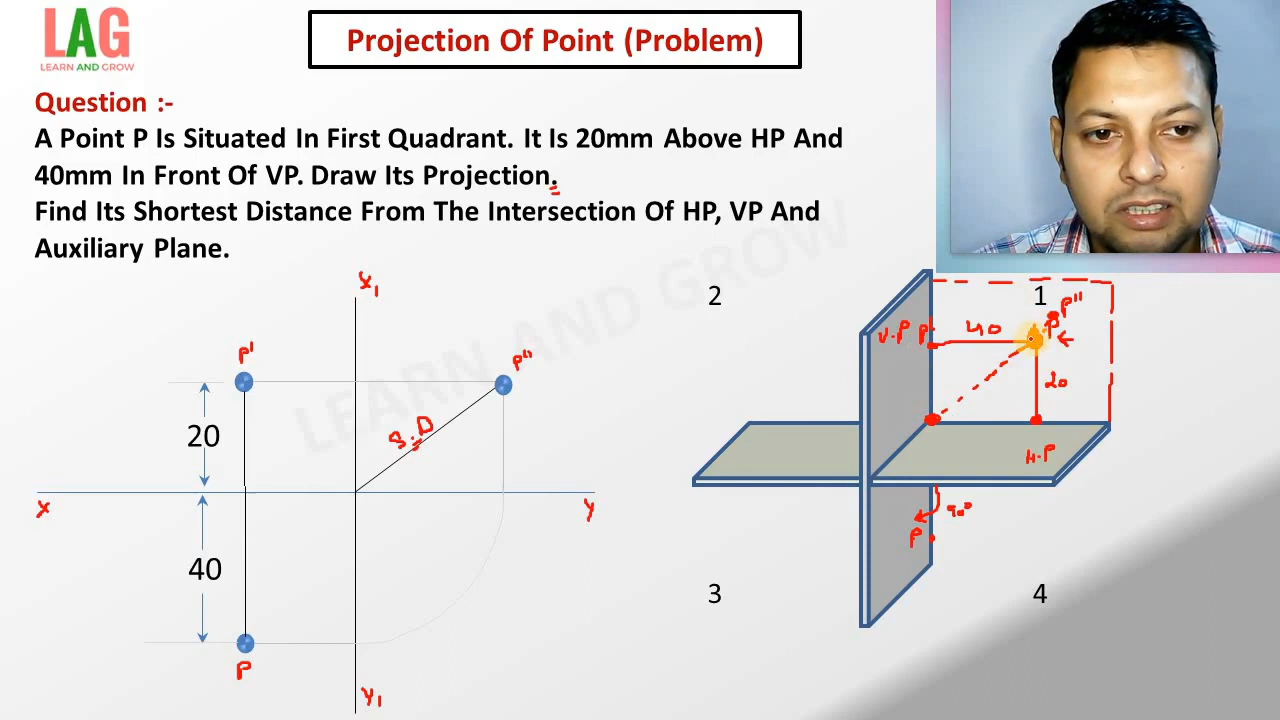 LAG
LEARN AND GROW
Projection Of Point (Problem)
Question :-
A Point P Is Situated In First Quadrant. It Is 20mm Above HP And
40mm In Front Of VP. Draw Its Projection.
Find Its Shortest Distance From The Intersection Of HP, VP And
Auxiliary Plane.
LEARN AND GROW
X1
P'
P"
20
S.D
X
Y
40
P
Y1
2
1
P"
V.P
P'
40
P
20
H.P
90°
P
3
4